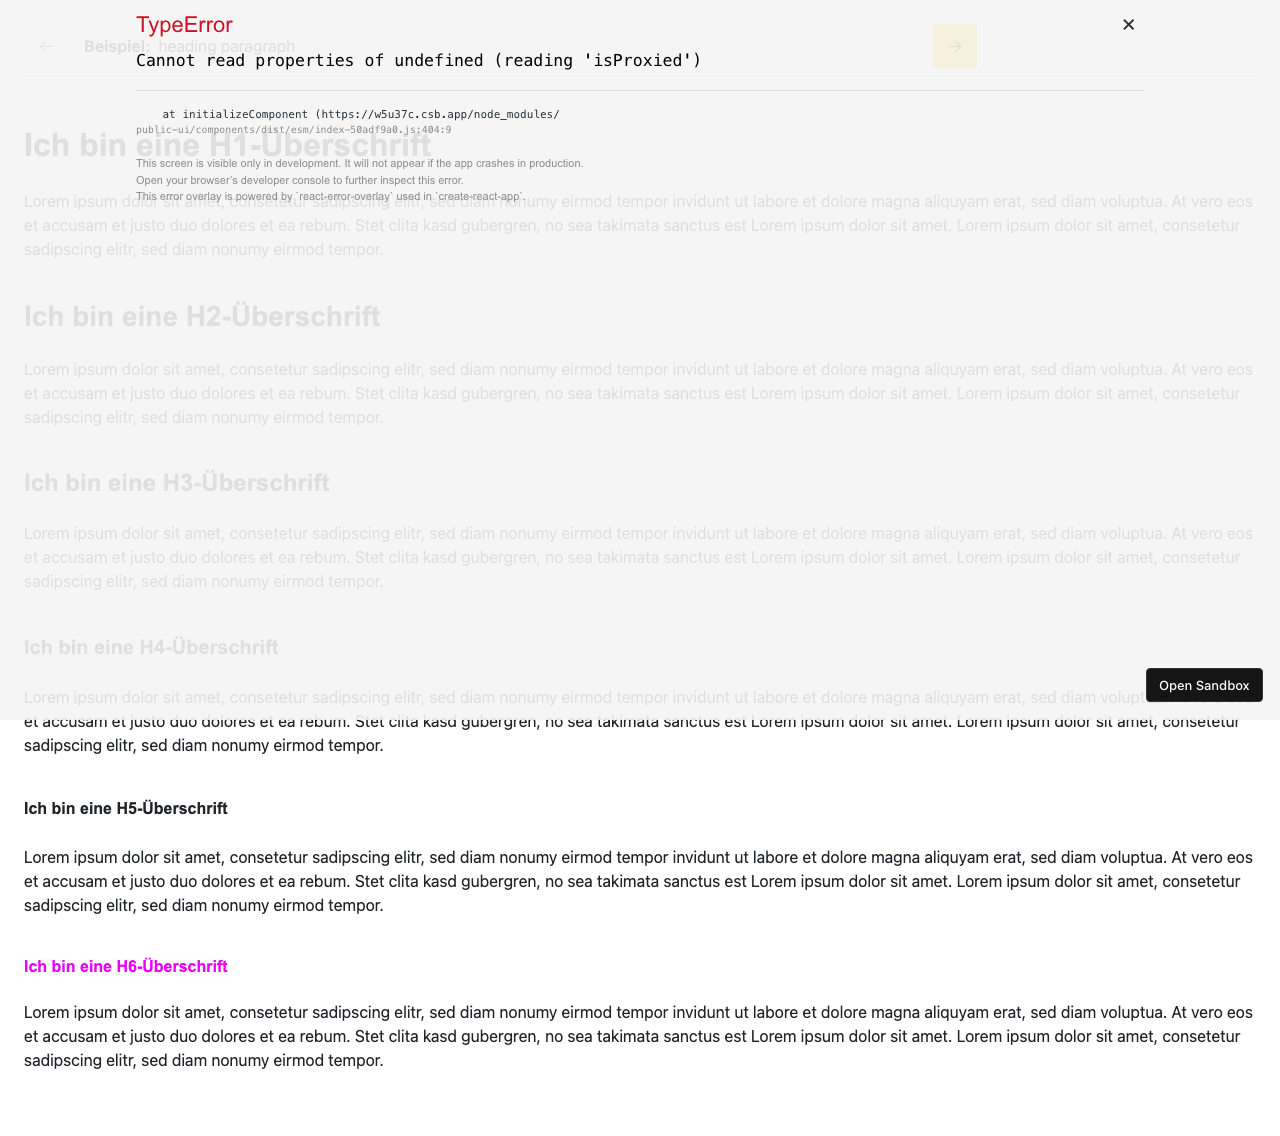 TypeError
✕
← Beispiel: heading paragraph →
Cannot read properties of undefined (reading 'isProxied')
at initializeComponent (https://w5u37c.csb.app/node_modules/
public-ui/components/dist/esm/index-50adf9a0.js:404:9
Ich bin eine H1-Überschrift
This screen is visible only in development. It will not appear if the app crashes in production.
Open your browser's developer console to further inspect this error.
This error overlay is powered by `react-error-overlay` used in `create-react-app`.
Lorem ipsum dolor sit amet, consetetur sadipscing elitr, sed diam nonumy eirmod tempor invidunt ut labore et dolore magna aliquyam erat, sed diam voluptua. At vero eos
et accusam et justo duo dolores et ea rebum. Stet clita kasd gubergren, no sea takimata sanctus est Lorem ipsum dolor sit amet. Lorem ipsum dolor sit amet, consetetur
sadipscing elitr, sed diam nonumy eirmod tempor.
Ich bin eine H2-Überschrift
Lorem ipsum dolor sit amet, consetetur sadipscing elitr, sed diam nonumy eirmod tempor invidunt ut labore et dolore magna aliquyam erat, sed diam voluptua. At vero eos
et accusam et justo duo dolores et ea rebum. Stet clita kasd gubergren, no sea takimata sanctus est Lorem ipsum dolor sit amet. Lorem ipsum dolor sit amet, consetetur
sadipscing elitr, sed diam nonumy eirmod tempor.
Ich bin eine H3-Überschrift
Lorem ipsum dolor sit amet, consetetur sadipscing elitr, sed diam nonumy eirmod tempor invidunt ut labore et dolore magna aliquyam erat, sed diam voluptua. At vero eos
et accusam et justo duo dolores et ea rebum. Stet clita kasd gubergren, no sea takimata sanctus est Lorem ipsum dolor sit amet. Lorem ipsum dolor sit amet, consetetur
sadipscing elitr, sed diam nonumy eirmod tempor.
Ich bin eine H4-Überschrift
Lorem ipsum dolor sit amet, consetetur sadipscing elitr, sed diam nonumy eirmod tempor invidunt ut labore et dolore magna aliquyam erat, sed diam
Open Sandbox
et accusam et justo duo dolores et ea rebum. Stet clita kasd gubergren, no sea takimata sanctus est Lorem ipsum dolor sit amet. Lorem ipsum dolor sit amet, consetetur
sadipscing elitr, sed diam nonumy eirmod tempor.
Ich bin eine H5-Überschrift
Lorem ipsum dolor sit amet, consetetur sadipscing elitr, sed diam nonumy eirmod tempor invidunt ut labore et dolore magna aliquyam erat, sed diam voluptua. At vero eos
et accusam et justo duo dolores et ea rebum. Stet clita kasd gubergren, no sea takimata sanctus est Lorem ipsum dolor sit amet. Lorem ipsum dolor sit amet, consetetur
sadipscing elitr, sed diam nonumy eirmod tempor.
Ich bin eine H6-Überschrift
Lorem ipsum dolor sit amet, consetetur sadipscing elitr, sed diam nonumy eirmod tempor invidunt ut labore et dolore magna aliquyam erat, sed diam voluptua. At vero eos
et accusam et justo duo dolores et ea rebum. Stet clita kasd gubergren, no sea takimata sanctus est Lorem ipsum dolor sit amet. Lorem ipsum dolor sit amet, consetetur
sadipscing elitr, sed diam nonumy eirmod tempor.